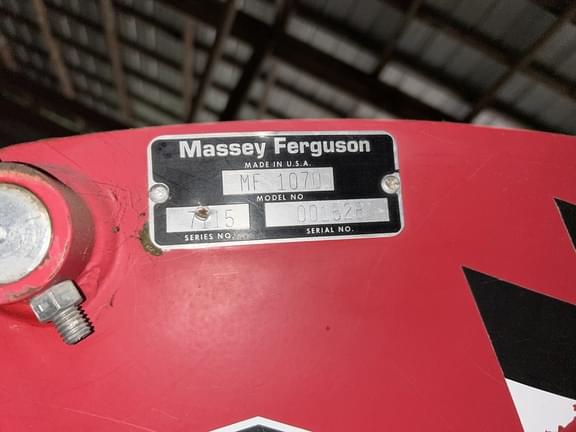 Massey Ferguson
MADE IN U.S.A.
MF 1070
MODEL NO
7115 001528
SERIES NO. SERIAL NO.